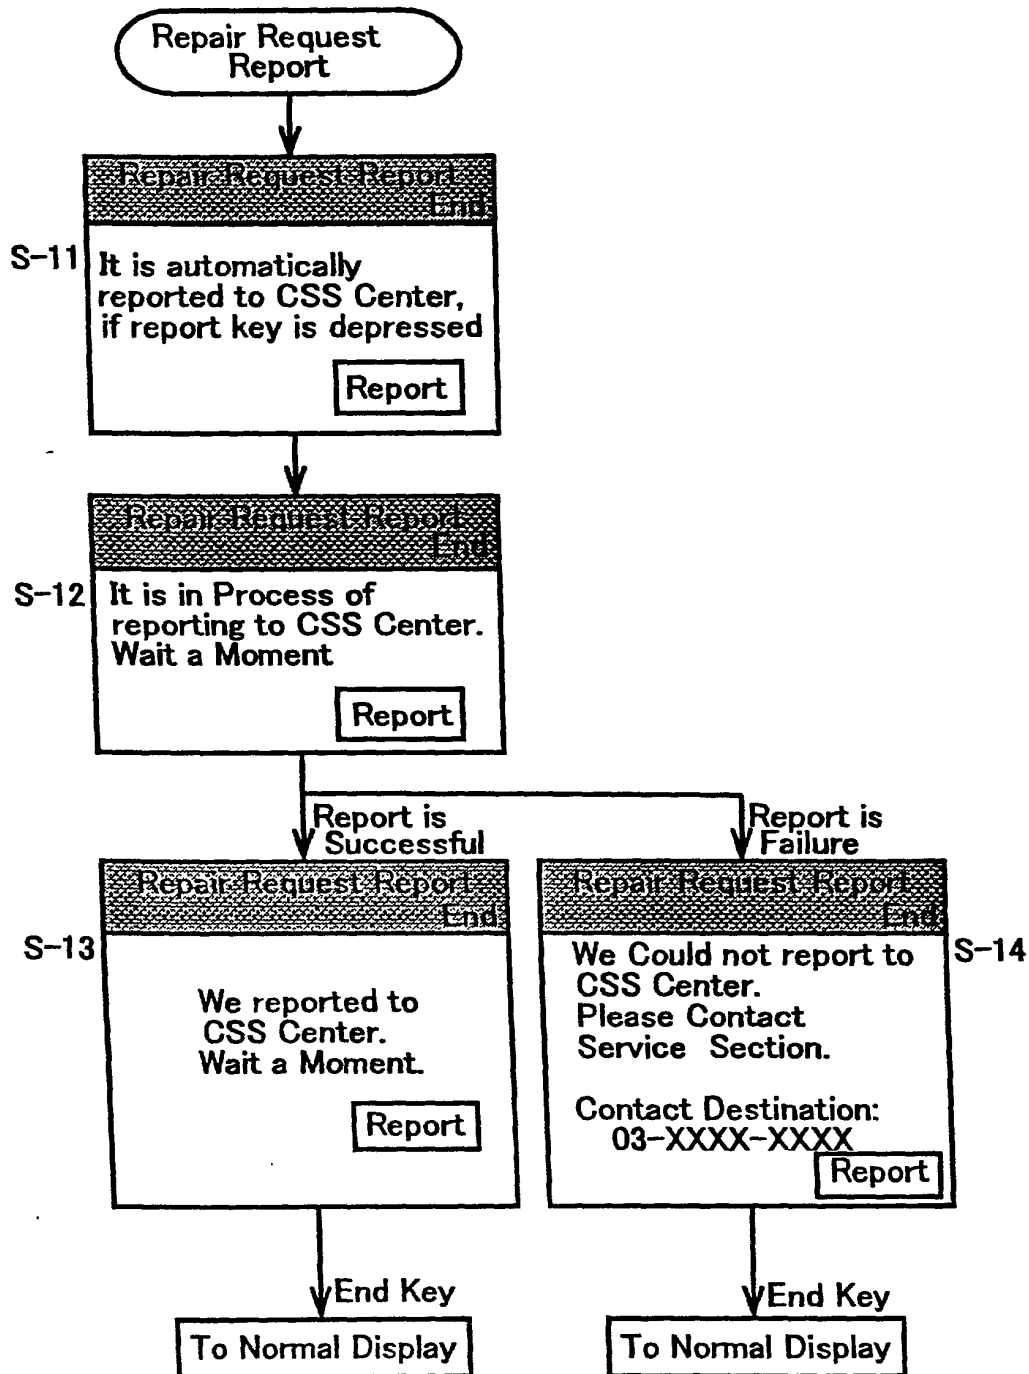 Repair Request
Report
Repair Request Report
End
S-11
It is automatically
reported to CSS Center,
if report key is depressed
Report
Repair Request Report
End
S-12
It is in Process of
reporting to CSS Center.
Wait a Moment
Report
Report is
Successful
Report is
Failure
Repair Request Report
End
S-13
We reported to
CSS Center.
Wait a Moment.
Report
Repair Request Report
End
S-14
We Could not report to
CSS Center.
Please Contact
Service Section.
Contact Destination:
03-XXXX-XXXX
Report
End Key
To Normal Display
End Key
To Normal Display